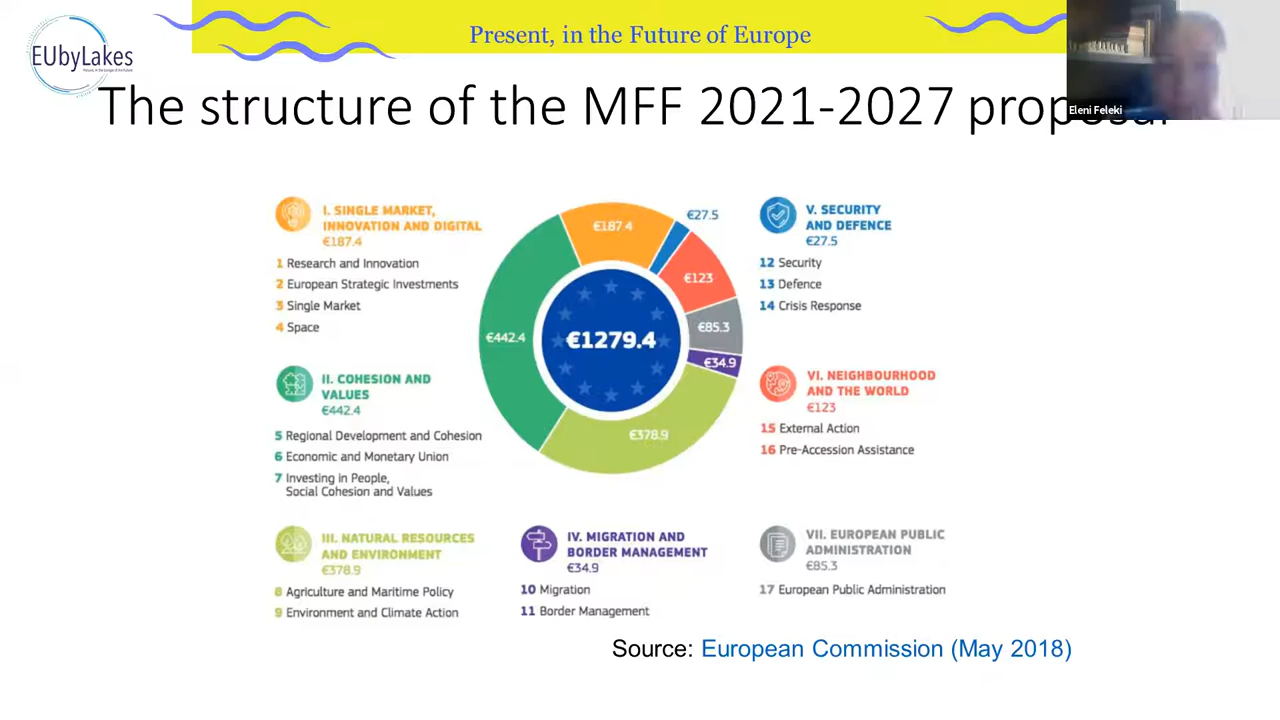 EUbyLakes
Present, in the Future of Europe
Eleni Feleki
The structure of the MFF 2021-2027 proposal
I. SINGLE MARKET,
INNOVATION AND DIGITAL
€187.4
1 Research and Innovation
2 European Strategic Investments
3 Single Market
4 Space
II. COHESION AND
VALUES
€442.4
5 Regional Development and Cohesion
6 Economic and Monetary Union
7 Investing in People,
Social Cohesion and Values
III. NATURAL RESOURCES
AND ENVIRONMENT
€378.9
8 Agriculture and Maritime Policy
9 Environment and Climate Action
€187.4
€27.5
€123
€85.3
€34.9
€378.9
€442.4
€1279.4
IV. MIGRATION AND
BORDER MANAGEMENT
€34.9
10 Migration
11 Border Management
V. SECURITY
AND DEFENCE
€27.5
12 Security
13 Defence
14 Crisis Response
VI. NEIGHBOURHOOD
AND THE WORLD
€123
15 External Action
16 Pre-Accession Assistance
VII. EUROPEAN PUBLIC
ADMINISTRATION
€85.3
17 European Public Administration
Source: European Commission (May 2018)